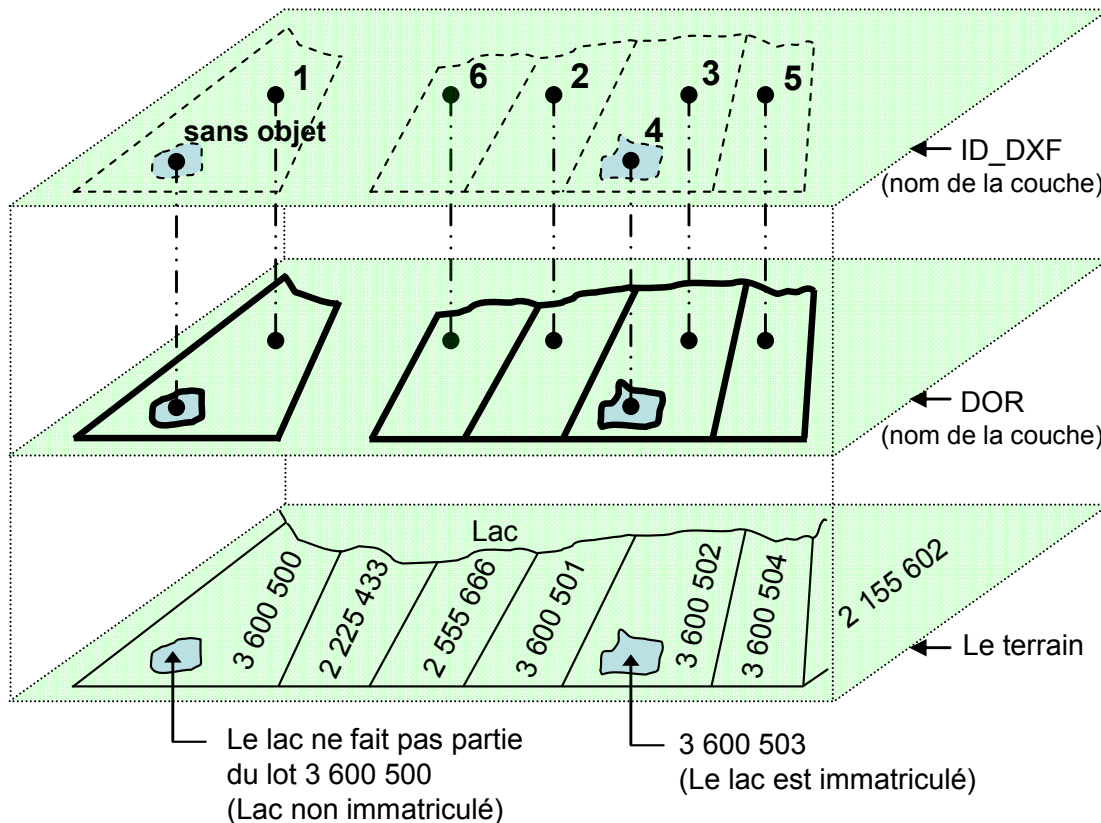 1
6
2
3
5
sans objet
4
ID_DXF
(nom de la couche)
DOR
(nom de la couche)
Lac
3 600 500
2 225 433
2 555 666
3 600 501
3 600 502
3 600 504
2 155 602
Le terrain
Le lac ne fait pas partie
du lot 3 600 500
(Lac non immatriculé)
3 600 503
(Le lac est immatriculé)